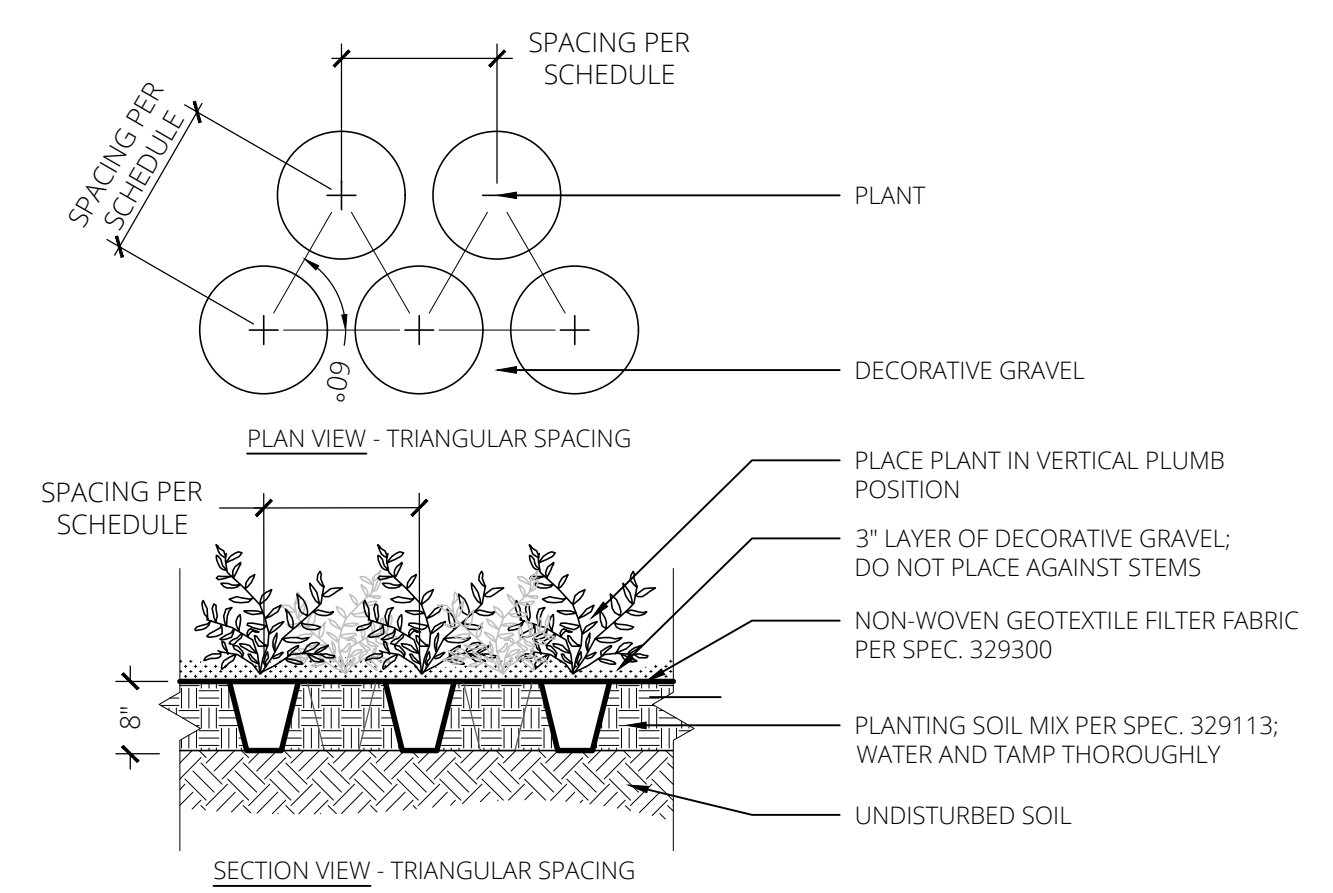 SPACING PER
SCHEDULE
SPACING PER
SCHEDULE
PLANT
60°
DECORATIVE GRAVEL
PLAN VIEW - TRIANGULAR SPACING
PLACE PLANT IN VERTICAL PLUMB
POSITION
SPACING PER
SCHEDULE
3" LAYER OF DECORATIVE GRAVEL;
DO NOT PLACE AGAINST STEMS
NON-WOVEN GEOTEXTILE FILTER FABRIC
PER SPEC. 329300
8"
PLANTING SOIL MIX PER SPEC. 329113;
WATER AND TAMP THOROUGHLY
UNDISTURBED SOIL
SECTION VIEW - TRIANGULAR SPACING